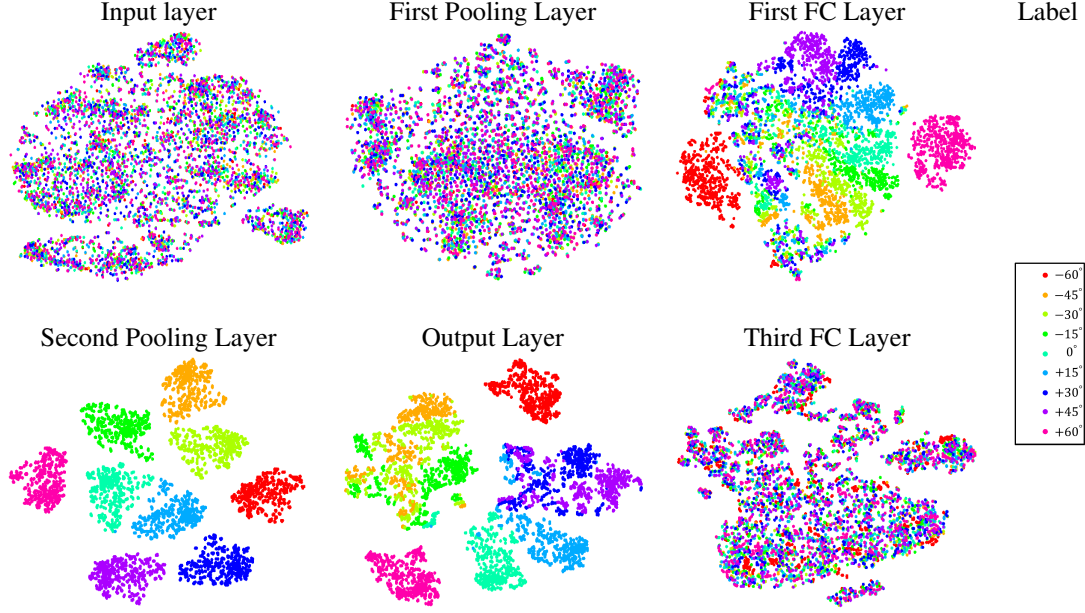 Input layer
First Pooling Layer
First FC Layer
Label
−60°
−45°
−30°
−15°
0°
+15°
+30°
+45°
+60°
Second Pooling Layer
Output Layer
Third FC Layer